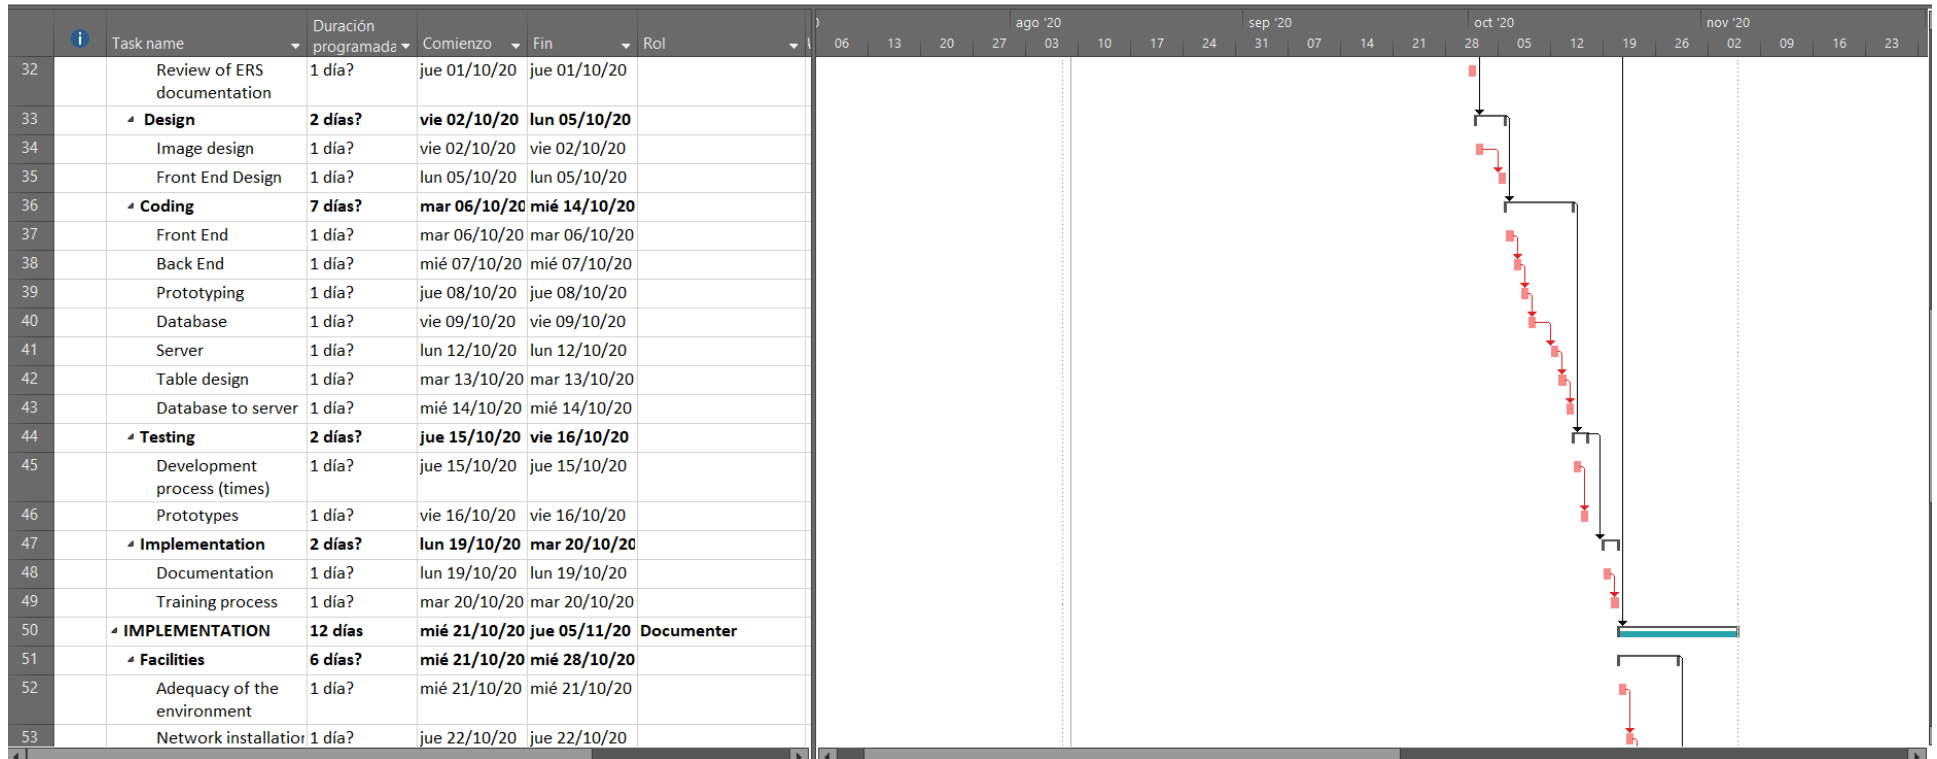 ago '20 sep '20 oct '20 nov '20
Duración
Task name programada Comienzo Fin Rol
06 13 20 27 03 10 17 24 31 07 14 21 28 05 12 19 26 02 09 16 23
32 Review of ERS 1 día? jue 01/10/20 jue 01/10/20
documentation
33 Design 2 días? vie 02/10/20 lun 05/10/20
34 Image design 1 día? vie 02/10/20 vie 02/10/20
35 Front End Design 1 día? lun 05/10/20 lun 05/10/20
36 Coding 7 días? mar 06/10/20 mié 14/10/20
37 Front End 1 día? mar 06/10/20 mar 06/10/20
38 Back End 1 día? mié 07/10/20 mié 07/10/20
39 Prototyping 1 día? jue 08/10/20 jue 08/10/20
40 Database 1 día? vie 09/10/20 vie 09/10/20
41 Server 1 día? lun 12/10/20 lun 12/10/20
42 Table design 1 día? mar 13/10/20 mar 13/10/20
43 Database to server 1 día? mié 14/10/20 mié 14/10/20
44 Testing 2 días? jue 15/10/20 vie 16/10/20
45 Development 1 día? jue 15/10/20 jue 15/10/20
process (times)
46 Prototypes 1 día? vie 16/10/20 vie 16/10/20
47 Implementation 2 días? lun 19/10/20 mar 20/10/20
48 Documentation 1 día? lun 19/10/20 lun 19/10/20
49 Training process 1 día? mar 20/10/20 mar 20/10/20
50 IMPLEMENTATION 12 días mié 21/10/20 jue 05/11/20 Documenter
51 Facilities 6 días? mié 21/10/20 mié 28/10/20
52 Adequacy of the 1 día? mié 21/10/20 mié 21/10/20
environment
53 Network installation 1 día? jue 22/10/20 jue 22/10/20